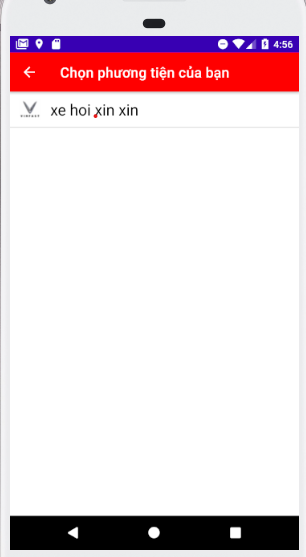 4:56
Chọn phương tiện của bạn
xe hoi xin xin